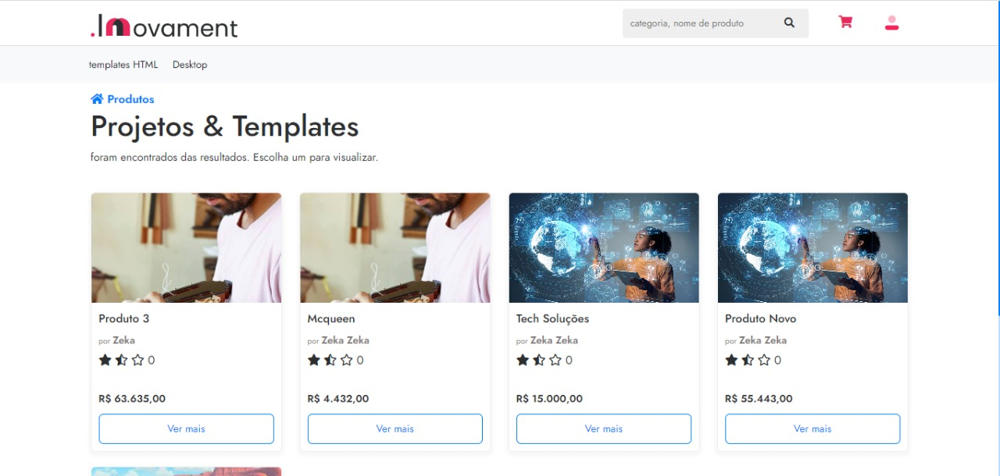 .Inovament
categoria, nome de produto
templates HTML Desktop
Produtos
Projetos & Templates
foram encontrados das resultados. Escolha um para visualizar.
Produto 3
por Zeka
0
R$ 63.635,00
Ver mais
Mcqueen
por Zeka Zeka
0
R$ 4.432,00
Ver mais
Tech Soluções
por Zeka Zeka
0
R$ 15.000,00
Ver mais
Produto Novo
por Zeka Zeka
0
R$ 55.443,00
Ver mais